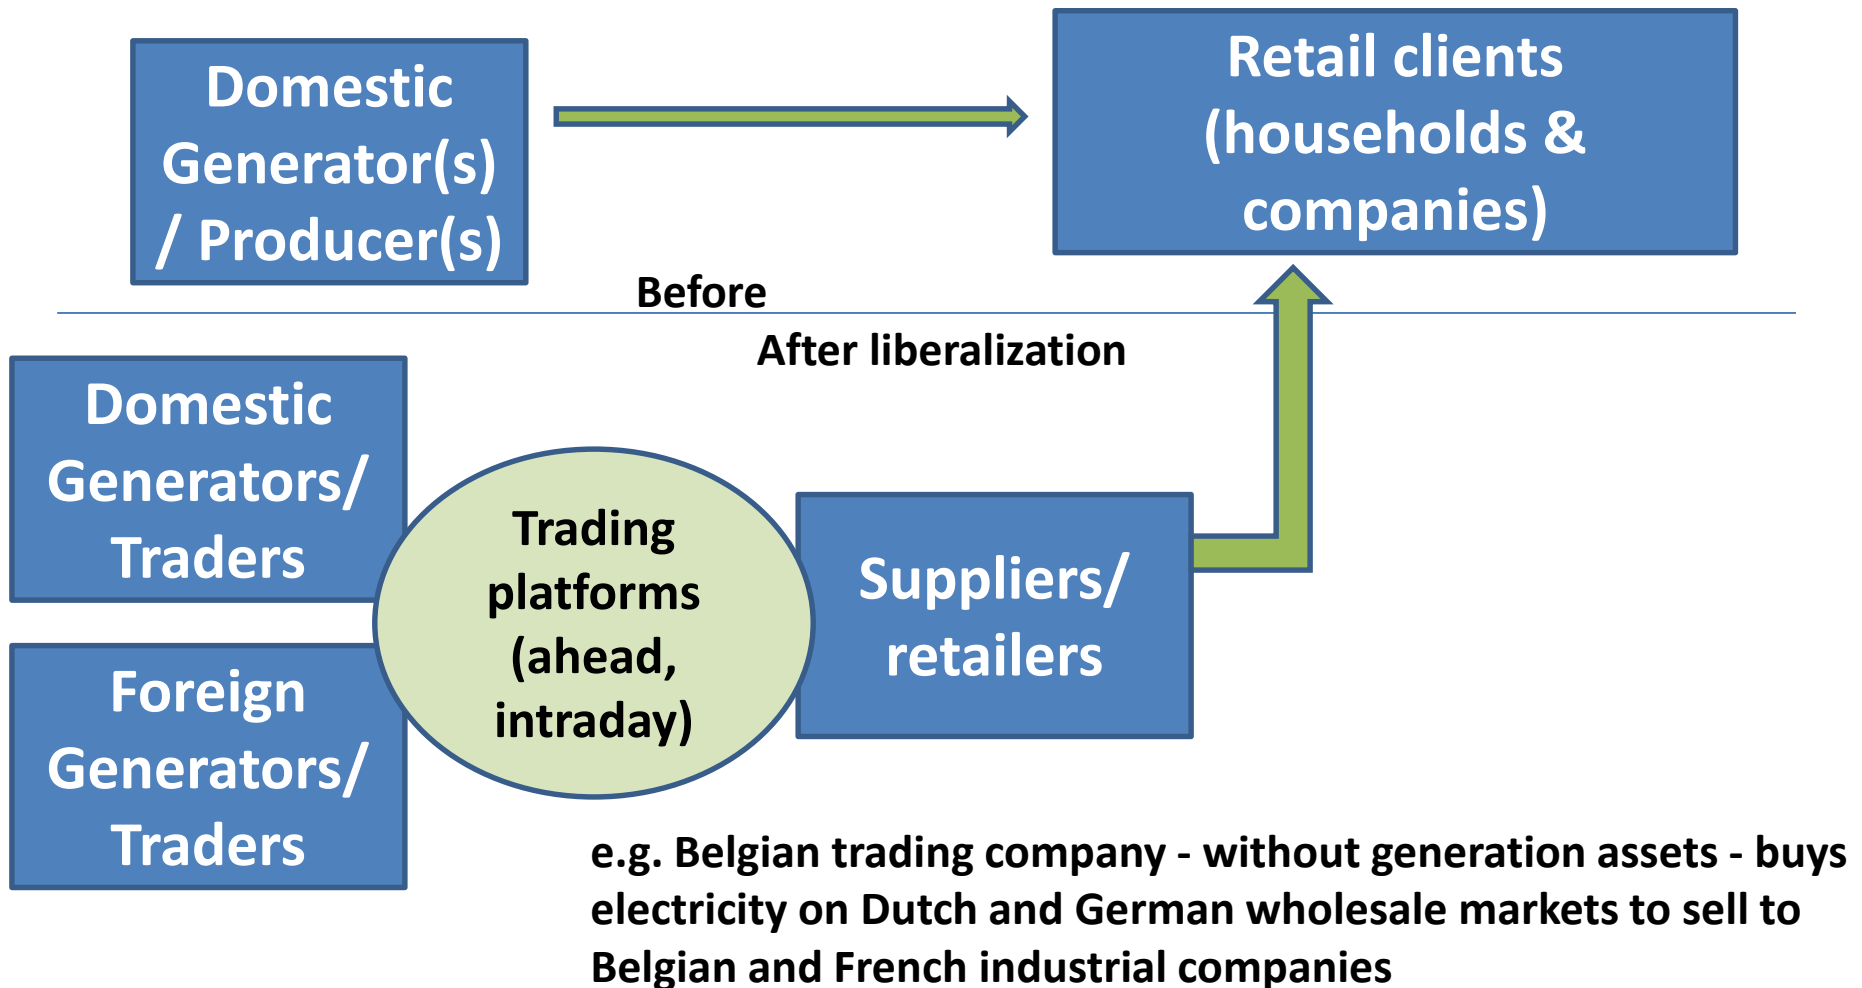 Domestic
Generator(s)
/ Producer(s)
Retail clients
(households &
companies)
Before
After liberalization
Domestic
Generators/
Traders
Foreign
Generators/
Traders
Trading
platforms
(ahead,
intraday)
Suppliers/
retailers
e.g. Belgian trading company - without generation assets - buys
electricity on Dutch and German wholesale markets to sell to
Belgian and French industrial companies